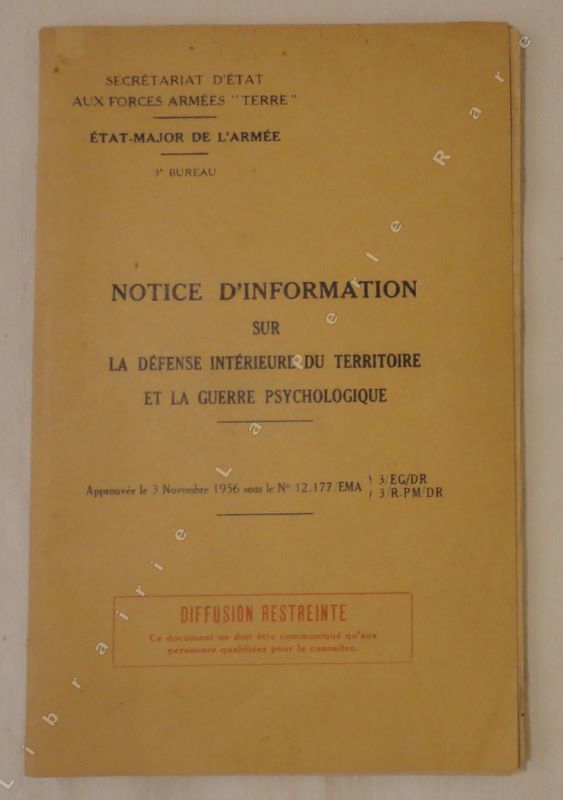 SECRÉTARIAT D'ÉTAT
AUX FORCES ARMÉES "TERRE"
ÉTAT-MAJOR DE L'ARMÉE
3e BUREAU
NOTICE D'INFORMATION
SUR
LA DÉFENSE INTÉRIEURE DU TERRITOIRE
ET LA GUERRE PSYCHOLOGIQUE
Approuvée le 3 Novembre 1956 sous le No 12.177/EMA
3/EG/DR
3/R.PM/DR
DIFFUSION RESTREINTE
Ce document ne doit être communiqué qu'aux
personnes qualifiées pour le connaître.
Librairie La Perle Rare